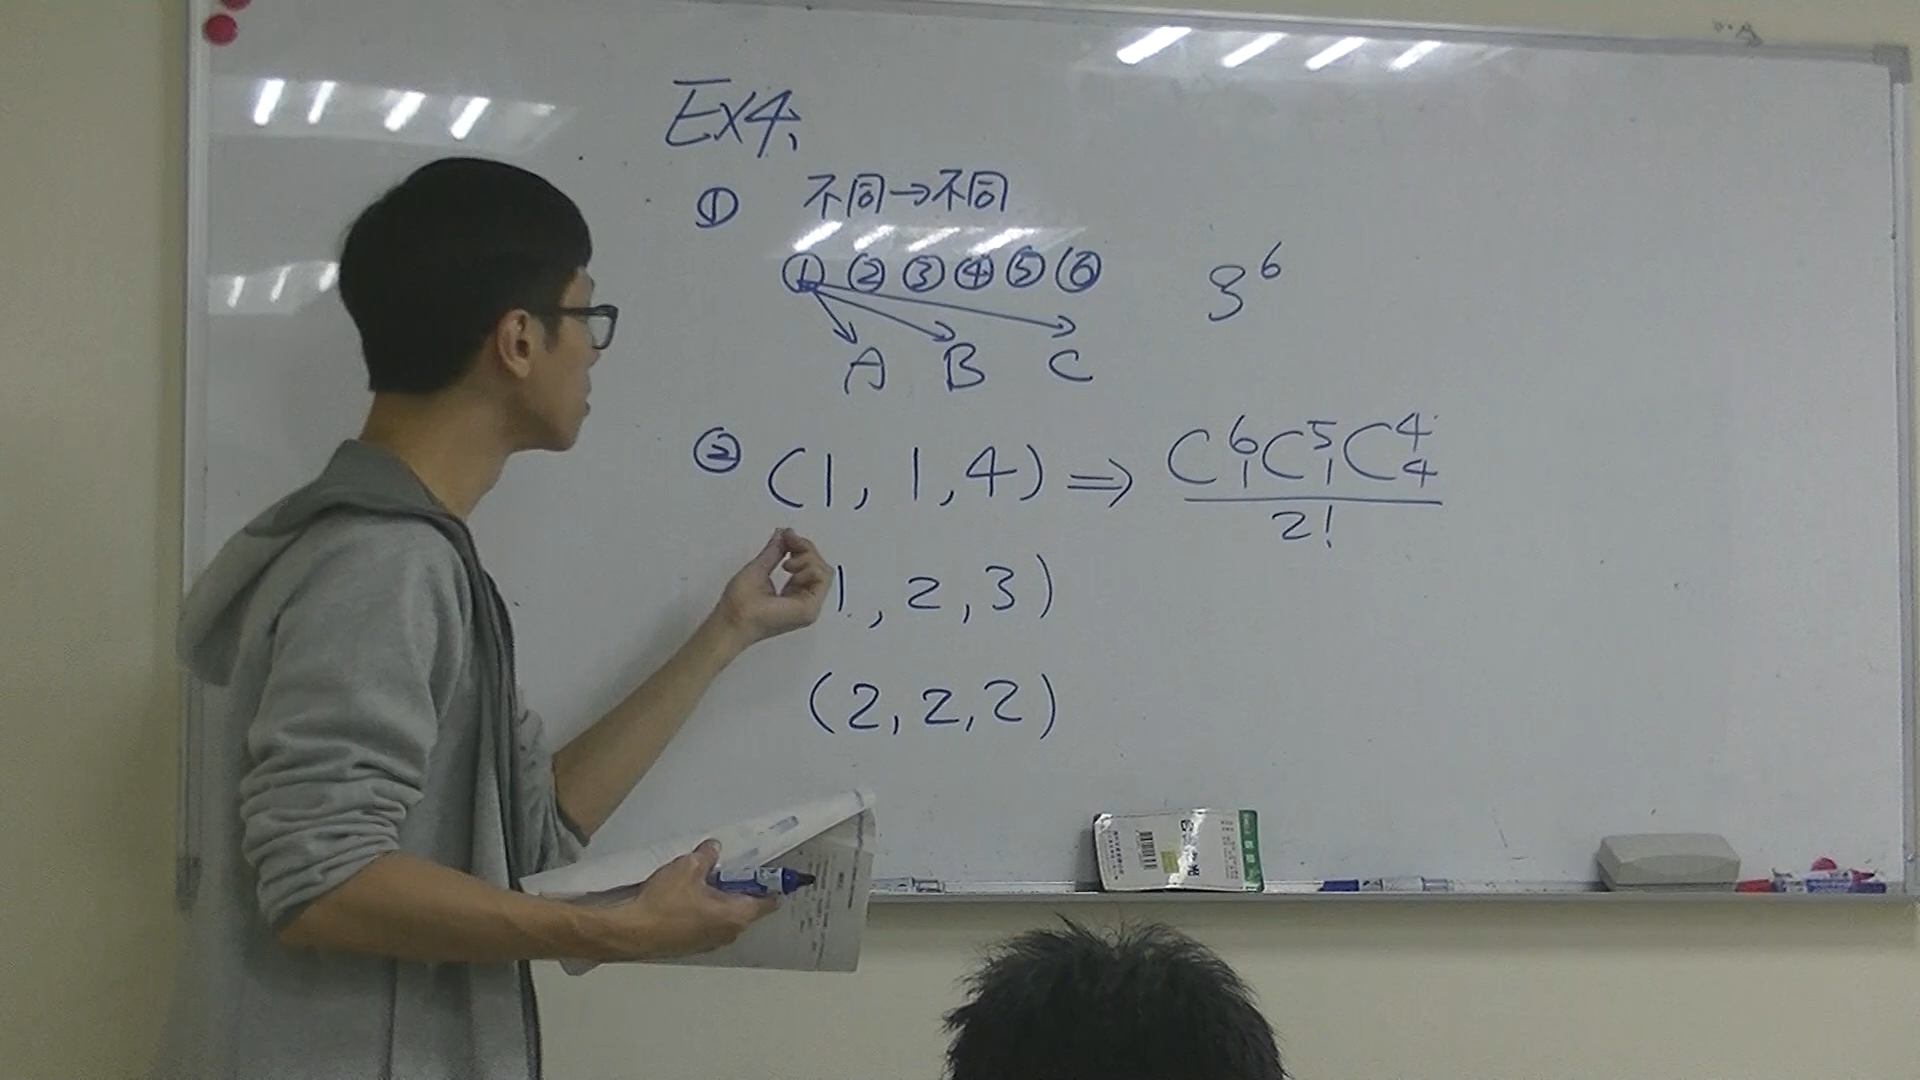 Ex4:
① 不同→不同
① ② ③ ④ ⑤ ⑥ 3⁶
A B C
② (1, 1, 4) ⇒ C⁶₁C⁵₁C⁴₄ / 2!
1, 2, 3)
(2, 2, 2)